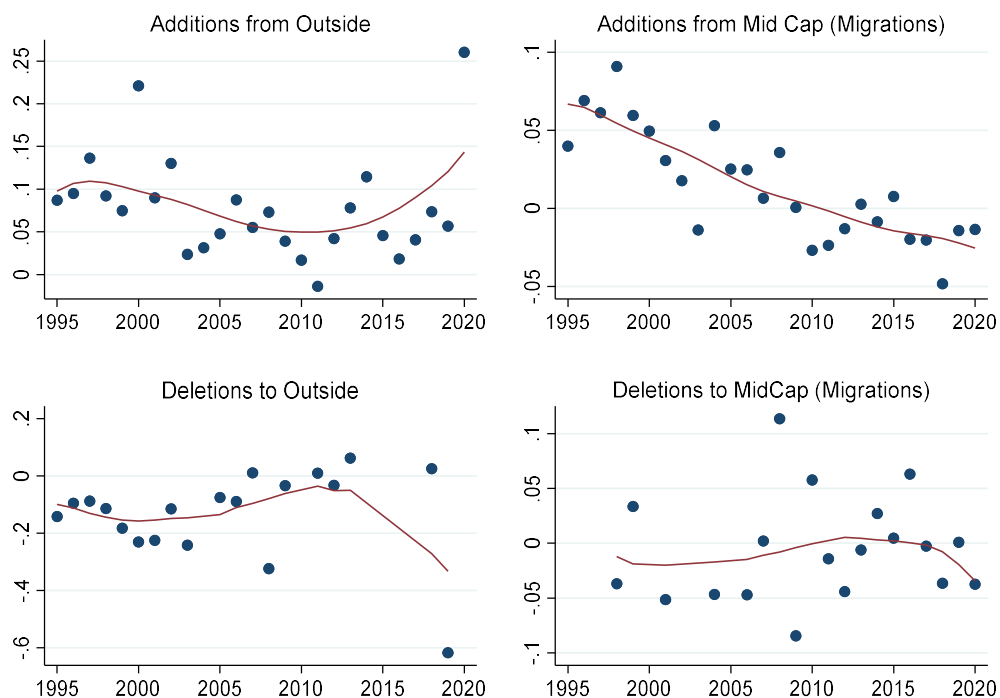 Additions from Outside
.25
.2
.15
.1
.05
0
1995 2000 2005 2010 2015 2020
Additions from Mid Cap (Migrations)
.1
.05
0
-.05
1995 2000 2005 2010 2015 2020
Deletions to Outside
.2
0
-.2
-.4
-.6
1995 2000 2005 2010 2015 2020
Deletions to MidCap (Migrations)
.1
.05
0
-.05
-.1
1995 2000 2005 2010 2015 2020